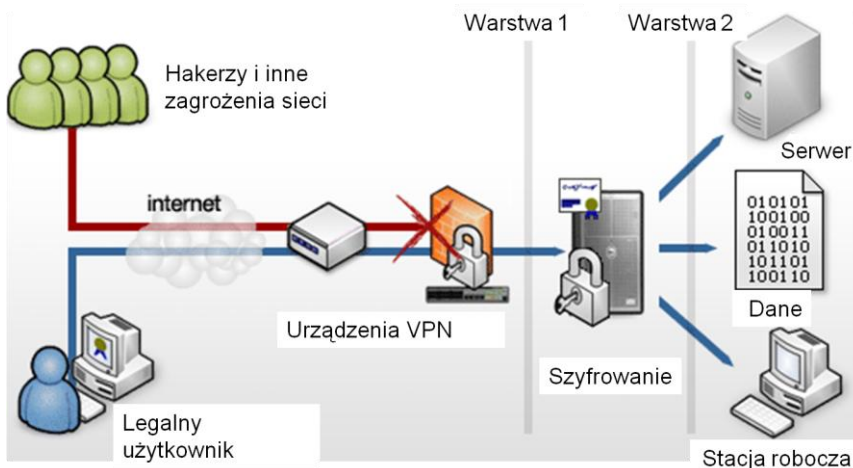 Warstwa 1
Warstwa 2
Hakerzy i inne
zagrożenia sieci
Serwer
internet
010101
100100
010011
011010
101101
100110
Urządzenia VPN
Dane
Szyfrowanie
Legalny
użytkownik
Stacja robocza